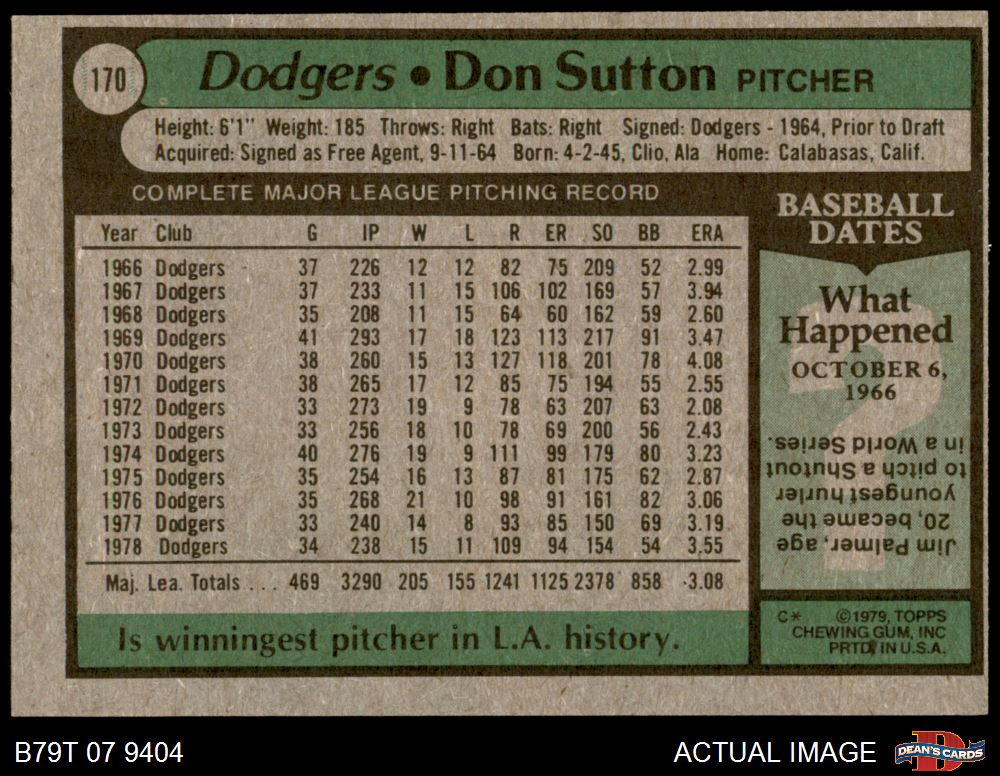 170
Dodgers • Don Sutton PITCHER
Height: 6'1" Weight: 185 Throws: Right Bats: Right Signed: Dodgers - 1964, Prior to Draft
Acquired: Signed as Free Agent, 9-11-64 Born: 4-2-45, Clio, Ala Home: Calabasas, Calif.
COMPLETE MAJOR LEAGUE PITCHING RECORD
Year Club G IP W L R ER SO BB ERA
1966 Dodgers 37 226 12 12 82 75 209 52 2.99
1967 Dodgers 37 233 11 15 106 102 169 57 3.94
1968 Dodgers 35 208 11 15 64 60 162 59 2.60
1969 Dodgers 41 293 17 18 123 113 217 91 3.47
1970 Dodgers 38 260 15 13 127 118 201 78 4.08
1971 Dodgers 38 265 17 12 85 75 194 55 2.55
1972 Dodgers 33 273 19 9 78 63 207 63 2.08
1973 Dodgers 33 256 18 10 78 69 200 56 2.43
1974 Dodgers 40 276 19 9 111 99 179 80 3.23
1975 Dodgers 35 254 16 13 87 81 175 62 2.87
1976 Dodgers 35 268 21 10 98 91 161 82 3.06
1977 Dodgers 33 240 14 8 93 85 150 69 3.19
1978 Dodgers 34 238 15 11 109 94 154 54 3.55
Maj. Lea. Totals . . . 469 3290 205 155 1241 1125 2378 858 3.08
Is winningest pitcher in L.A. history.
BASEBALL
DATES
What
Happened
OCTOBER 6,
1966
Jim Palmer, age
20, became the
youngest hurler
to pitch a Shutout
in a World Series.
C* ©1979, TOPPS
CHEWING GUM, INC
PRTD. IN U.S.A.
B79T 07 9404
ACTUAL IMAGE
DEAN'S CARDS